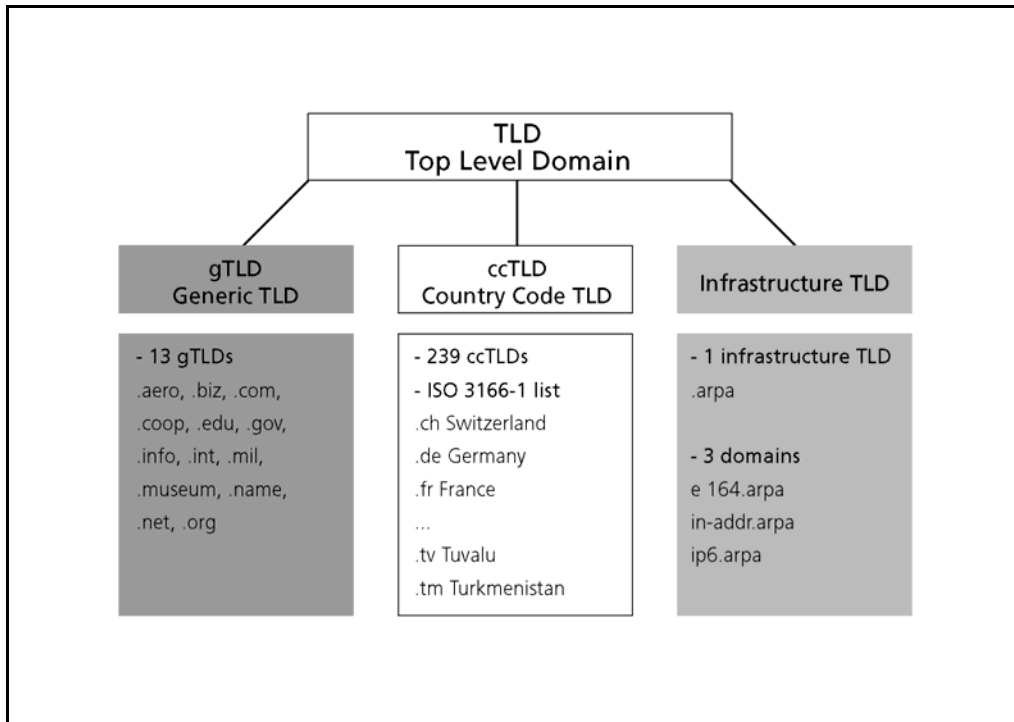 TLD
Top Level Domain
gTLD
Generic TLD
- 13 gTLDs
.aero, .biz, .com,
.coop, .edu, .gov,
.info, .int, .mil,
.museum, .name,
.net, .org
ccTLD
Country Code TLD
- 239 ccTLDs
- ISO 3166-1 list
.ch Switzerland
.de Germany
.fr France
...
.tv Tuvalu
.tm Turkmenistan
Infrastructure TLD
- 1 infrastructure TLD
.arpa
- 3 domains
e 164.arpa
in-addr.arpa
ip6.arpa